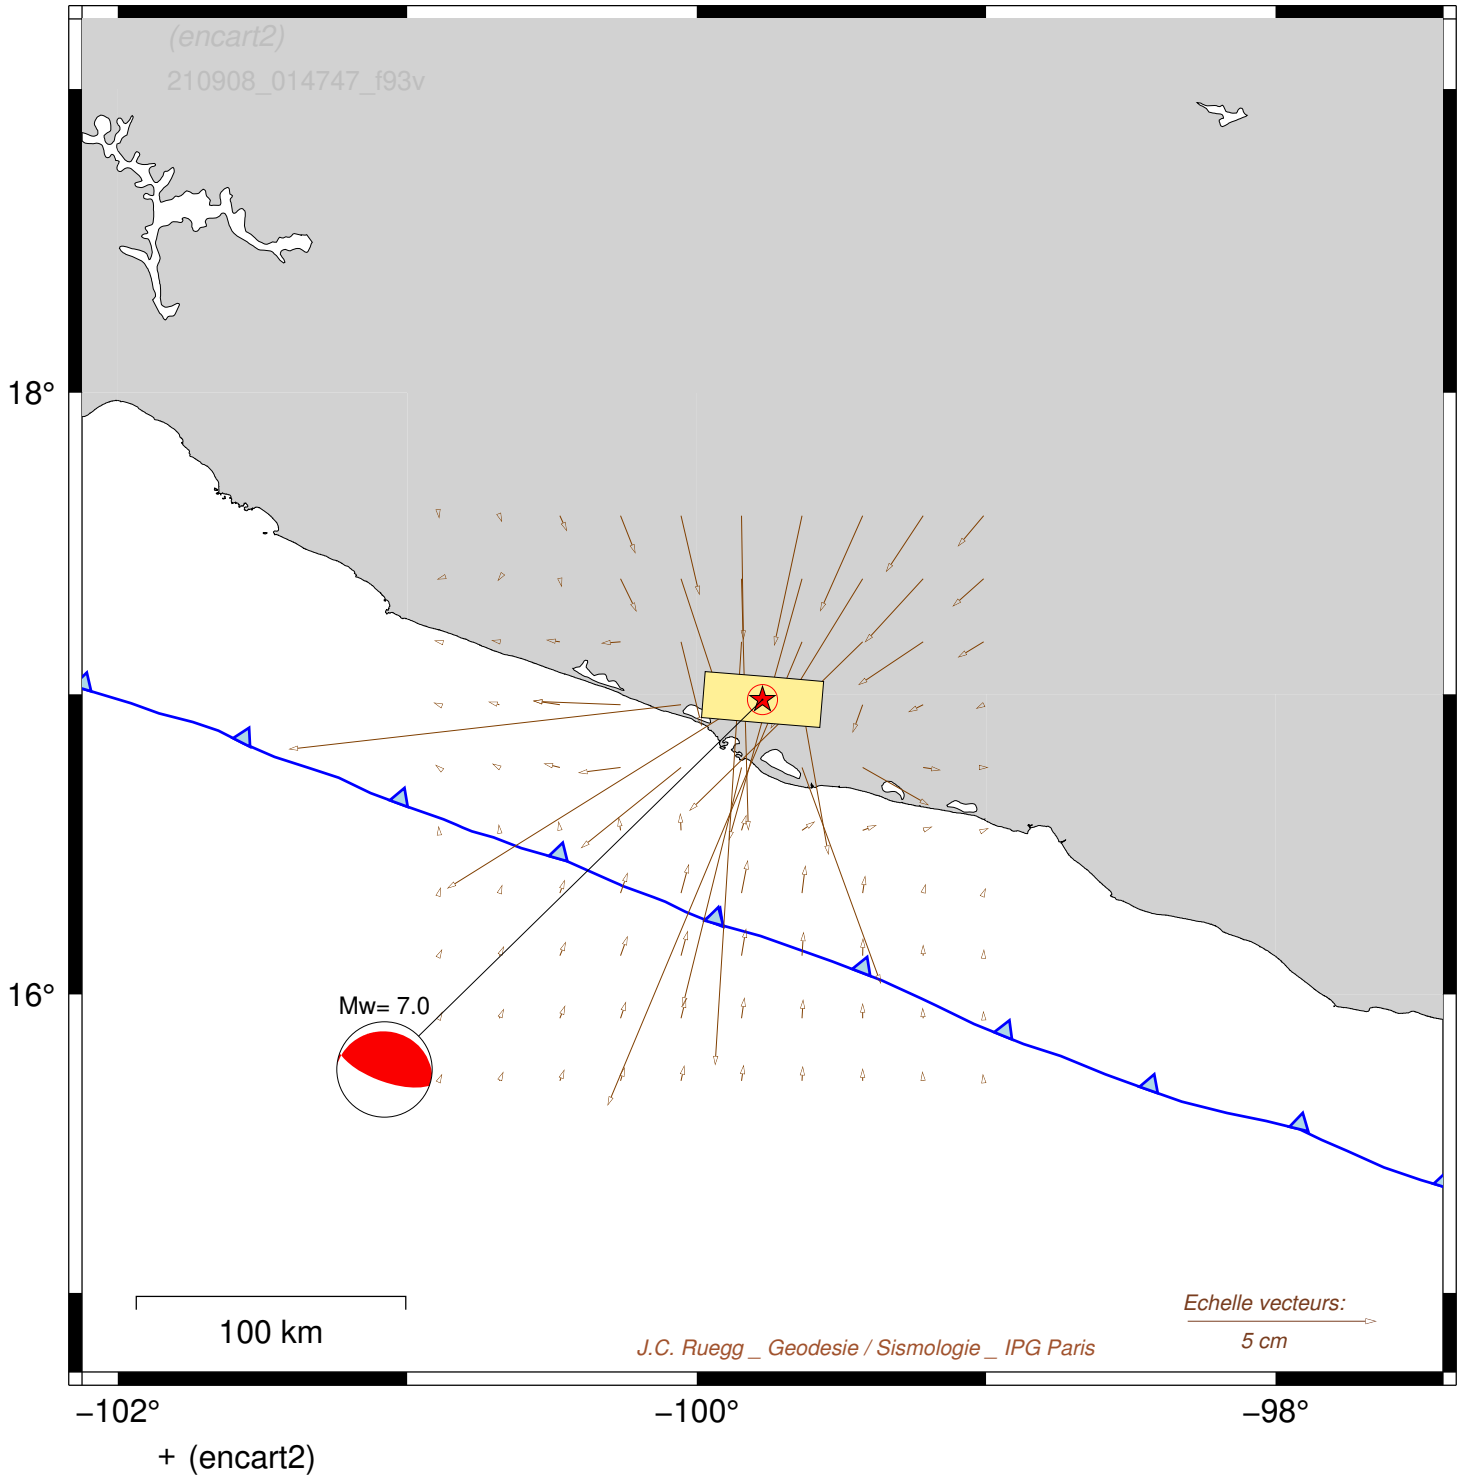 (encart2)
210908_014747_f93v
18°
16°
Mw= 7.0
100 km
Echelle vecteurs:
5 cm
J.C. Ruegg _ Geodesie / Sismologie _ IPG Paris
−102°
−100°
−98°
+ (encart2)